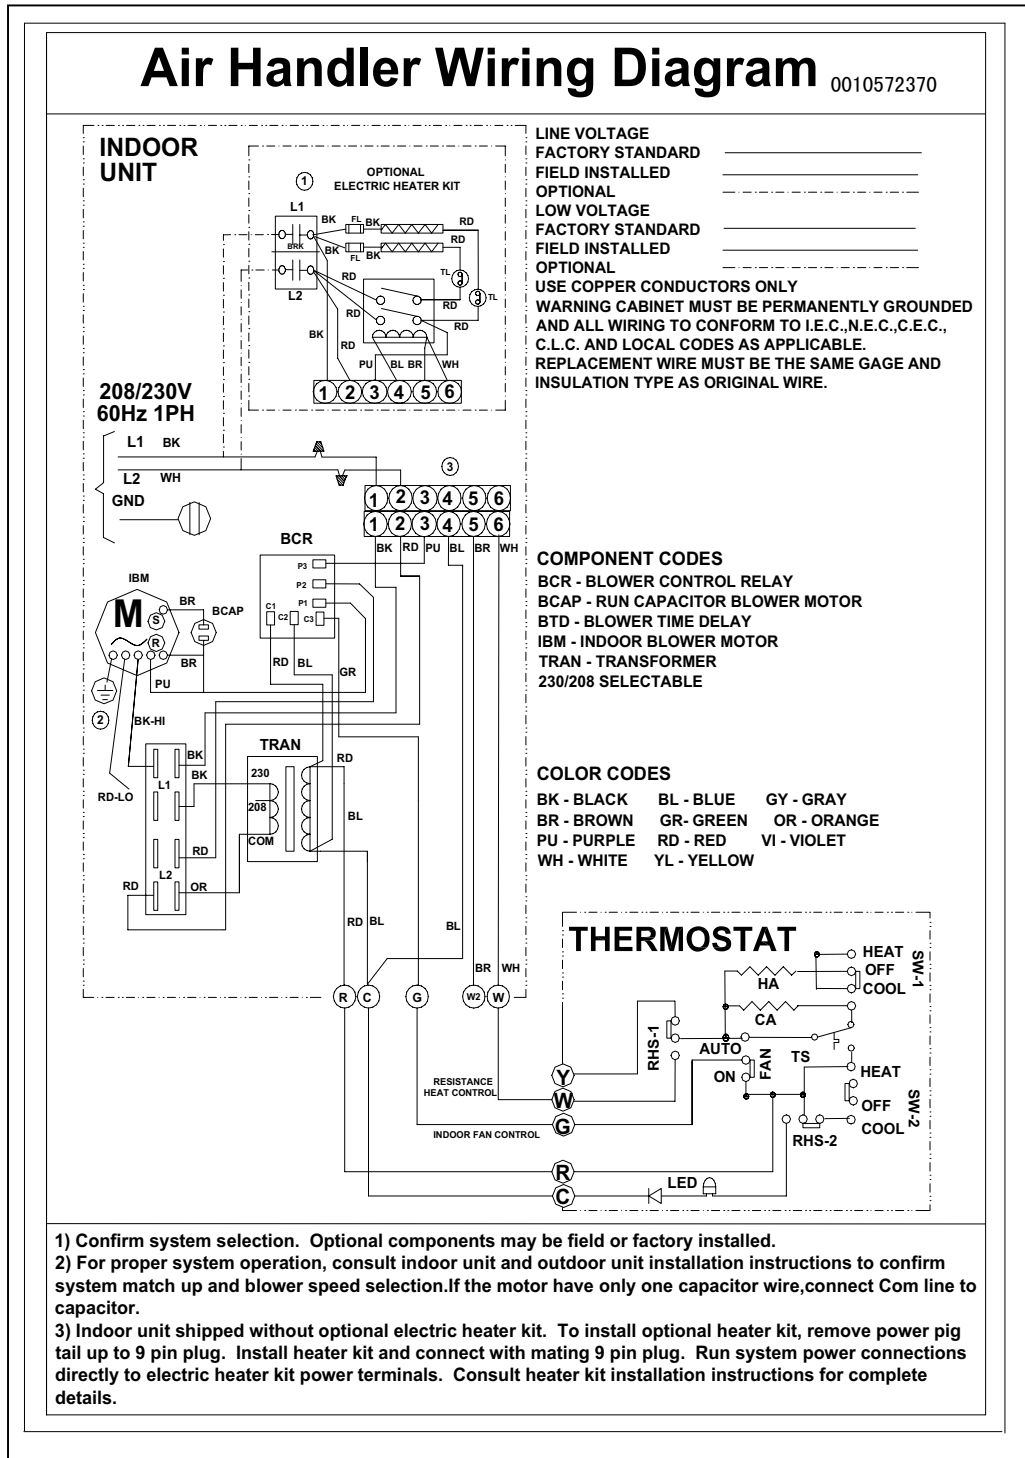 Air Handler Wiring Diagram 0010572370
INDOOR
UNIT
1
OPTIONAL
ELECTRIC HEATER KIT
L1
BK FL BK RD
BRK
BK FL BK RD
L2
RD
TL
RD
TL
RD
RD
BK
RD
PU BL BR WH
1 2 3 4 5 6
LINE VOLTAGE
FACTORY STANDARD
FIELD INSTALLED
OPTIONAL
LOW VOLTAGE
FACTORY STANDARD
FIELD INSTALLED
OPTIONAL
USE COPPER CONDUCTORS ONLY
WARNING CABINET MUST BE PERMANENTLY GROUNDED
AND ALL WIRING TO CONFORM TO I.E.C.,N.E.C.,C.E.C.,
C.L.C. AND LOCAL CODES AS APPLICABLE.
REPLACEMENT WIRE MUST BE THE SAME GAGE AND
INSULATION TYPE AS ORIGINAL WIRE.
208/230V
60Hz 1PH
L1 BK
L2 WH
GND
3
1 2 3 4 5 6
1 2 3 4 5 6
BK RD PU BL BR WH
BCR
P3
P2
P1
C1 C2 C3
RD BL
GR
IBM
M
S
R
BR
BCAP
BR
PU
2
BK-HI
RD-LO
BK
L1
BK
RD
L2
RD
OR
TRAN
230
208
COM
RD
BL
RD BL
BL
BR WH
R C G W2 W
COMPONENT CODES
BCR - BLOWER CONTROL RELAY
BCAP - RUN CAPACITOR BLOWER MOTOR
BTD - BLOWER TIME DELAY
IBM - INDOOR BLOWER MOTOR
TRAN - TRANSFORMER
230/208 SELECTABLE
COLOR CODES
BK - BLACK BL - BLUE GY - GRAY
BR - BROWN GR- GREEN OR - ORANGE
PU - PURPLE RD - RED VI - VIOLET
WH - WHITE YL - YELLOW
THERMOSTAT
HEAT
OFF
COOL
SW-1
HA
CA
RHS-1
AUTO
TS
ON
FAN
HEAT
OFF
COOL
SW-2
RHS-2
Y
W
G
R
C
LED
RESISTANCE
HEAT CONTROL
INDOOR FAN CONTROL
1) Confirm system selection. Optional components may be field or factory installed.
2) For proper system operation, consult indoor unit and outdoor unit installation instructions to confirm
system match up and blower speed selection.If the motor have only one capacitor wire,connect Com line to
capacitor.
3) Indoor unit shipped without optional electric heater kit. To install optional heater kit, remove power pig
tail up to 9 pin plug. Install heater kit and connect with mating 9 pin plug. Run system power connections
directly to electric heater kit power terminals. Consult heater kit installation instructions for complete
details.